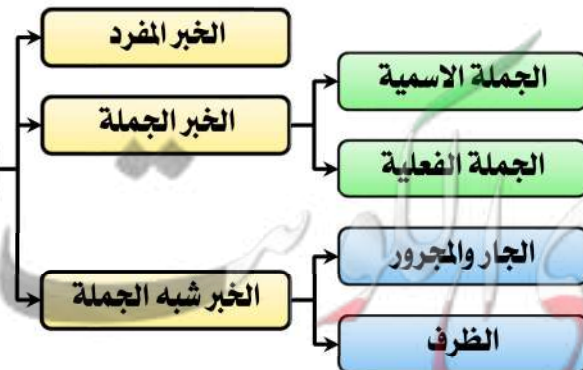 الخبر المفرد
الخبر الجملة
الجملة الاسمية
الجملة الفعلية
الخبر شبه الجملة
الجار والمجرور
الظرف